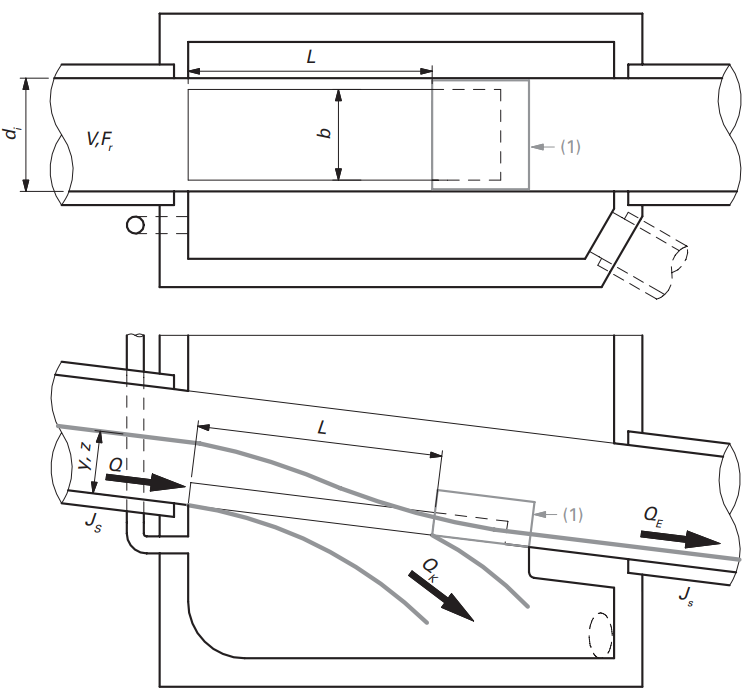 L
d_i
V,F_r
b
(1)
L
y, z
Q
J_s
(1)
Q_E
Q_K
J_s